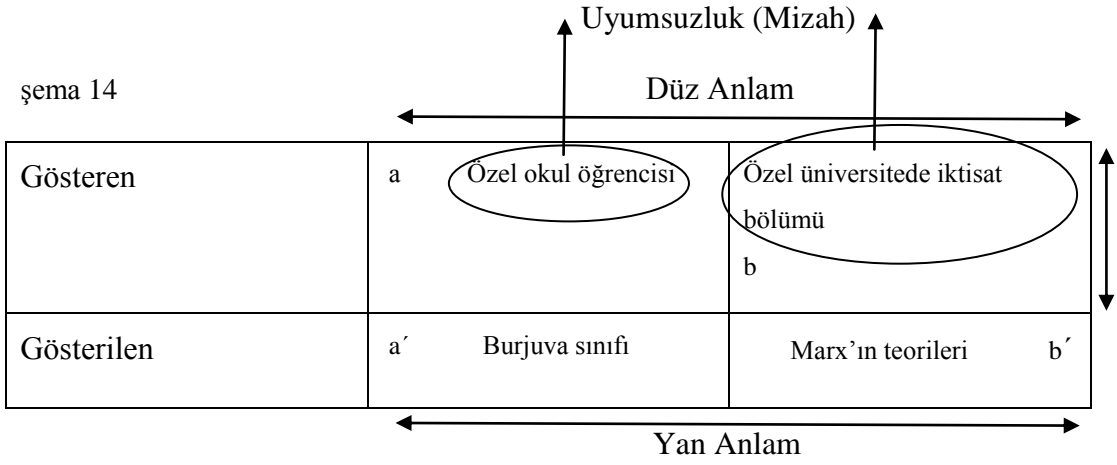 Uyumsuzluk (Mizah)
şema 14
Düz Anlam
Gösteren
a Özel okul öğrencisi
Özel üniversitede iktisat
bölümü
b
Gösterilen
a´ Burjuva sınıfı
Marx’ın teorileri b´
Yan Anlam